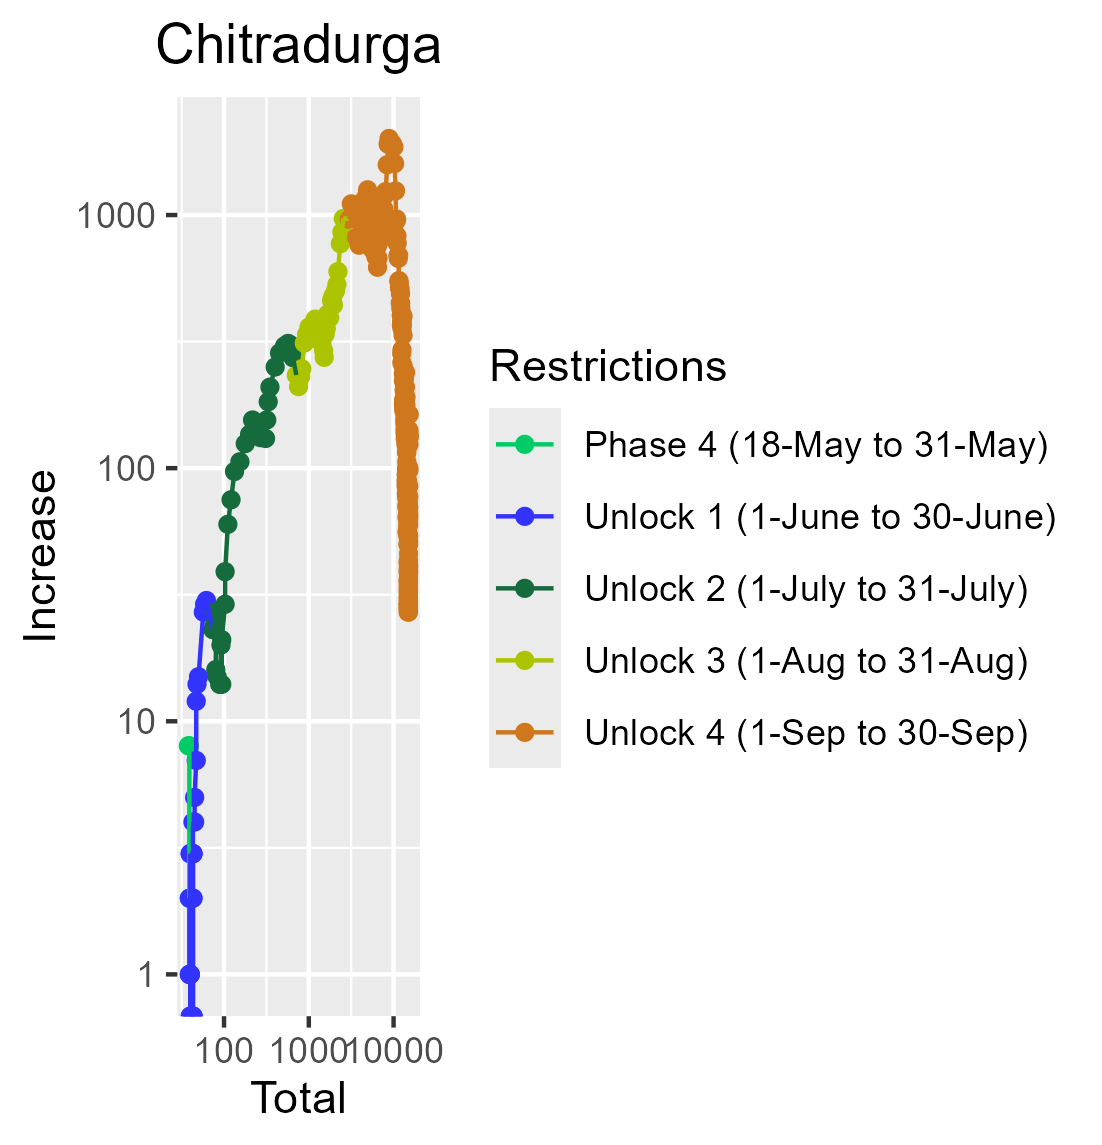 Chitradurga
1000
100
10
1
Increase
100 1000 10000
Total
Restrictions
Phase 4 (18-May to 31-May)
Unlock 1 (1-June to 30-June)
Unlock 2 (1-July to 31-July)
Unlock 3 (1-Aug to 31-Aug)
Unlock 4 (1-Sep to 30-Sep)